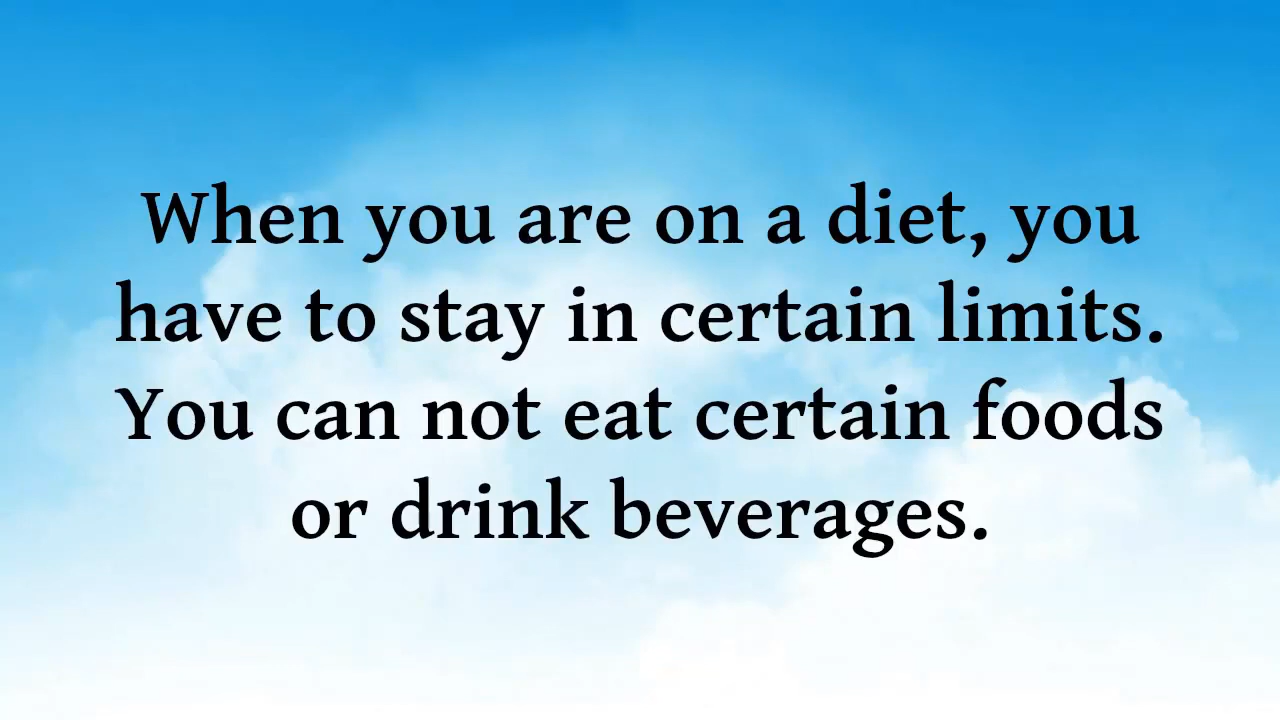 When you are on a diet, you
have to stay in certain limits.
You can not eat certain foods
or drink beverages.